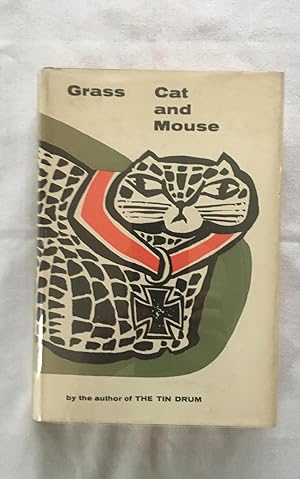 Grass Cat
and
Mouse
by the author of THE TIN DRUM